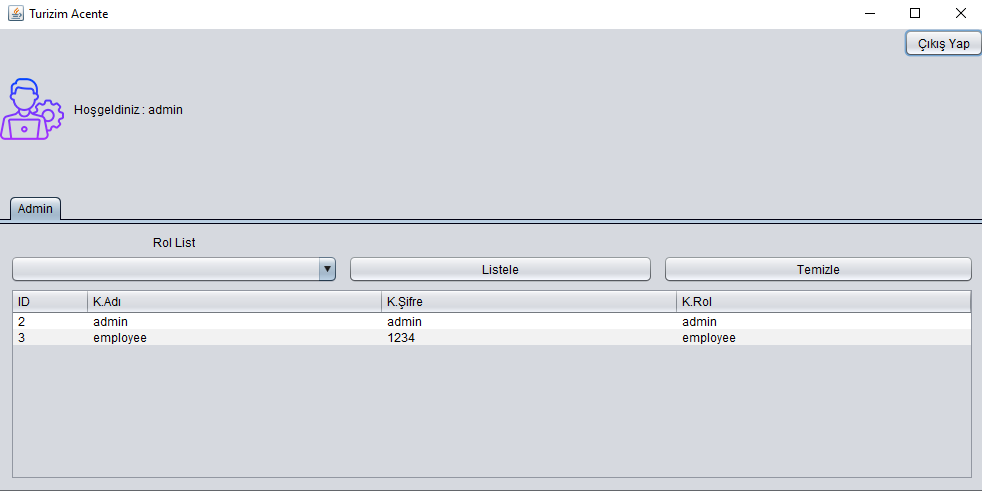 Turizim Acente
Çıkış Yap
Hoşgeldiniz : admin
Admin
Rol List
Listele Temizle
ID K.Adı K.Şifre K.Rol
2 admin admin admin
3 employee 1234 employee